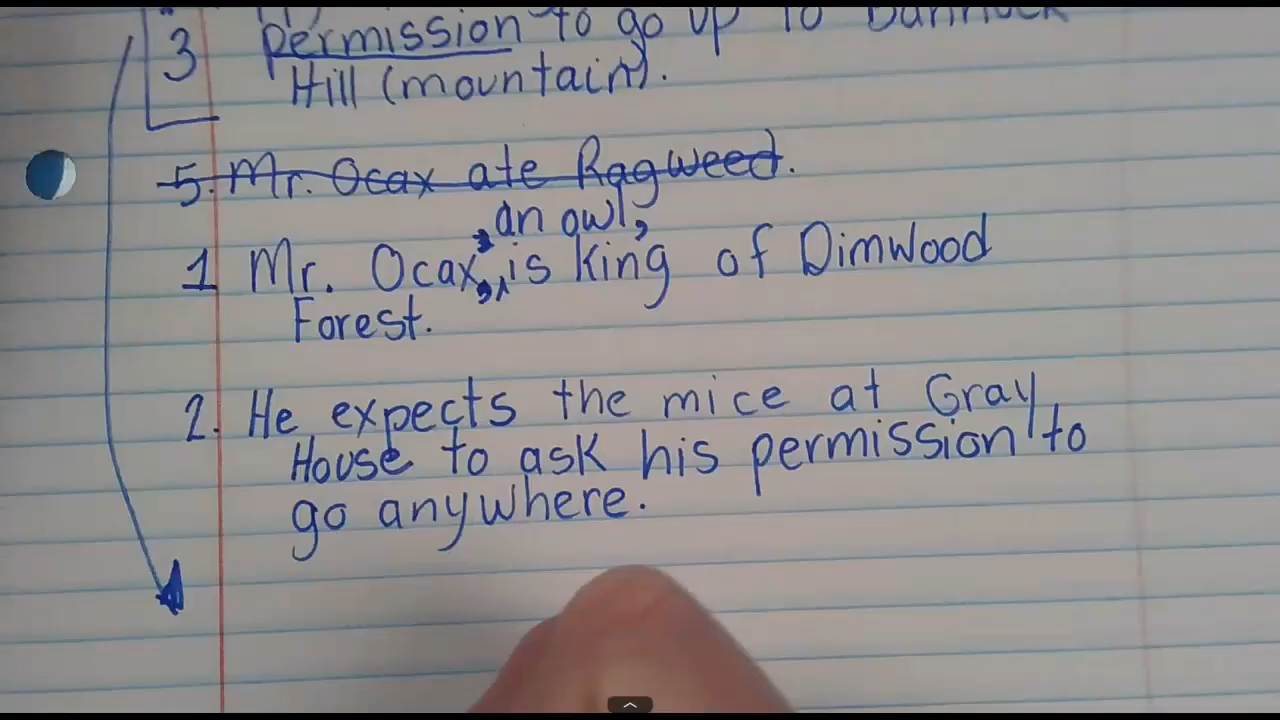 3 permission to go up to
Hill (mountain).
5. Mr. Ocax ate Ragweed.
, an owl,
1 Mr. Ocax, is King of Dimwood
Forest.
2. He expects the mice at Gray
House to ask his permission to
go anywhere.